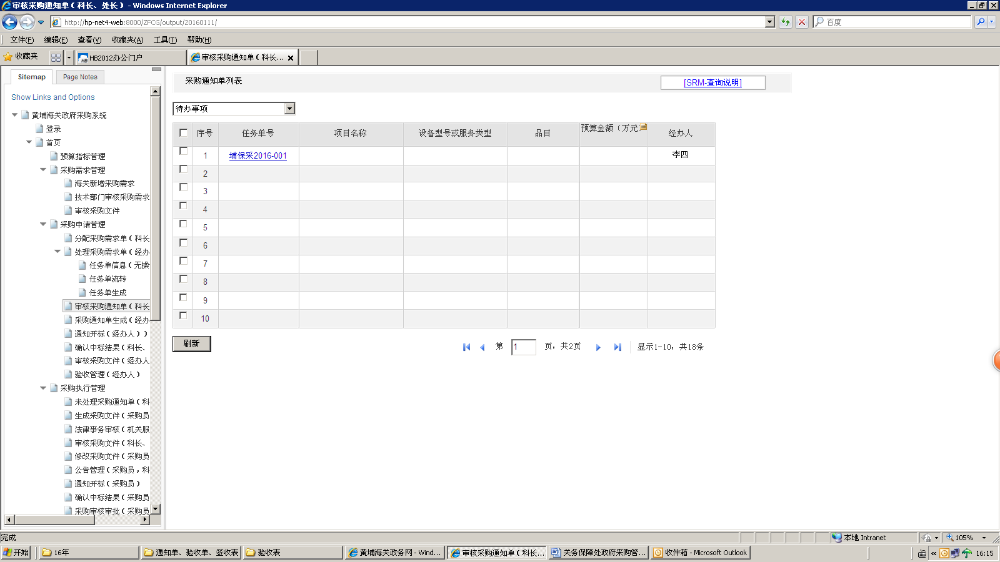 审核采购通知单（科长、处长） - Windows Internet Explorer
http://hp-net4-web:8000/ZFCG/output/20160111/
百度
文件(F) 编辑(E) 查看(V) 收藏夹(A) 工具(T) 帮助(H)
收藏夹
HB2012办公门户
审核采购通知单（科长...
Sitemap
Page Notes
Show Links and Options
黄埔海关政府采购系统
登录
首页
预算指标管理
采购需求管理
海关新增采购需求
技术部门审核采购需求
审核采购文件
采购申请管理
分配采购需求单（科长
处理采购需求单（经办
任务单信息（无操
任务单流转
任务单生成
审核采购通知单（科长
采购通知单生成（经办
通知开标（经办人））
确认中标结果（科长、
审核采购文件（经办人
验收管理（经办人）
采购执行管理
未处理采购通知单（科
生成采购文件（采购员
法律事务审核（机关服
审核采购文件（科长、
修改采购文件（采购员
公告管理（采购员，科
通知开标（采购员）
确认中标结果（采购员
采购审核审批（采购员
采购通知单列表
[SRM-查询说明]
待办事项
序号 任务单号 项目名称 设备型号或服务类型 品目 预算金额（万元） 经办人
1 埔保采2016-001 李四
2
3
4
5
6
7
8
9
10
刷新
第 1 页，共2页 显示1-10，共18条
完成
本地 Intranet
105%
开始
16年
通知单、验收单、签收表
验收表
黄埔海关政务网 - Wind...
审核采购通知单（科长...
关务保障处政府采购管...
收件箱 - Microsoft Outlook
16:15